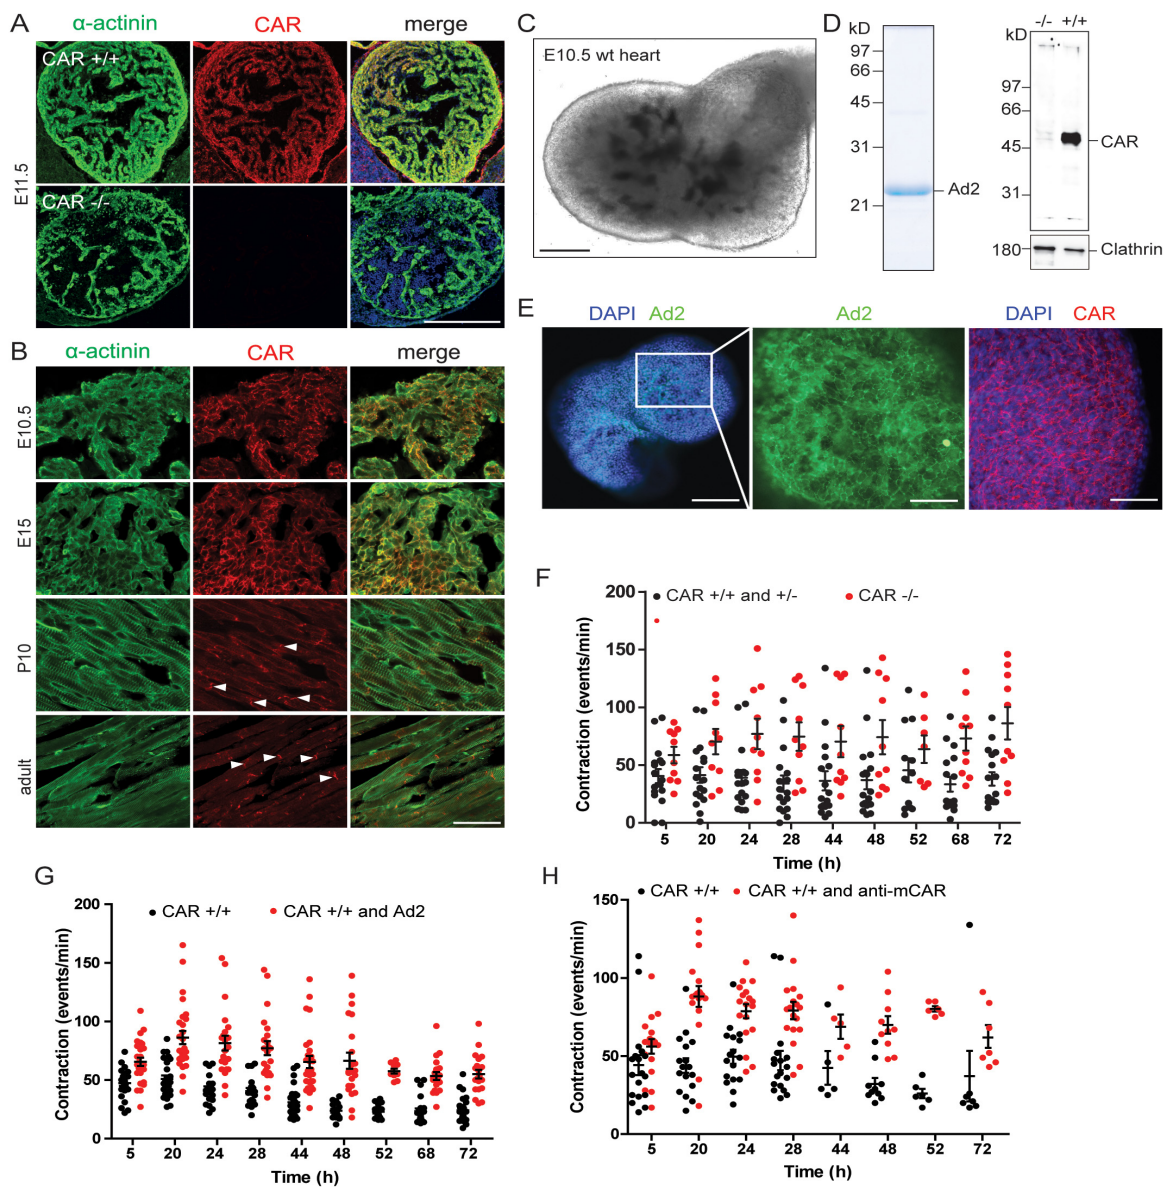 A
α-actinin CAR merge
CAR +/+
E11.5
CAR -/-
B
α-actinin CAR merge
E10.5
E15
P10
adult
C
E10.5 wt heart
D
kD
97
66
45
31
21
Ad2
-/- +/+
kD
97
66
45
31
180
CAR
Clathrin
E
DAPI Ad2
Ad2
DAPI CAR
F
CAR +/+ and +/-
CAR -/-
Contraction (events/min)
200
150
100
50
0
5 20 24 28 44 48 52 68 72
Time (h)
G
CAR +/+
CAR +/+ and Ad2
Contraction (events/min)
200
150
100
50
0
5 20 24 28 44 48 52 68 72
Time (h)
H
CAR +/+
CAR +/+ and anti-mCAR
Contraction (events/min)
150
100
50
0
5 20 24 28 44 48 52 72
Time (h)